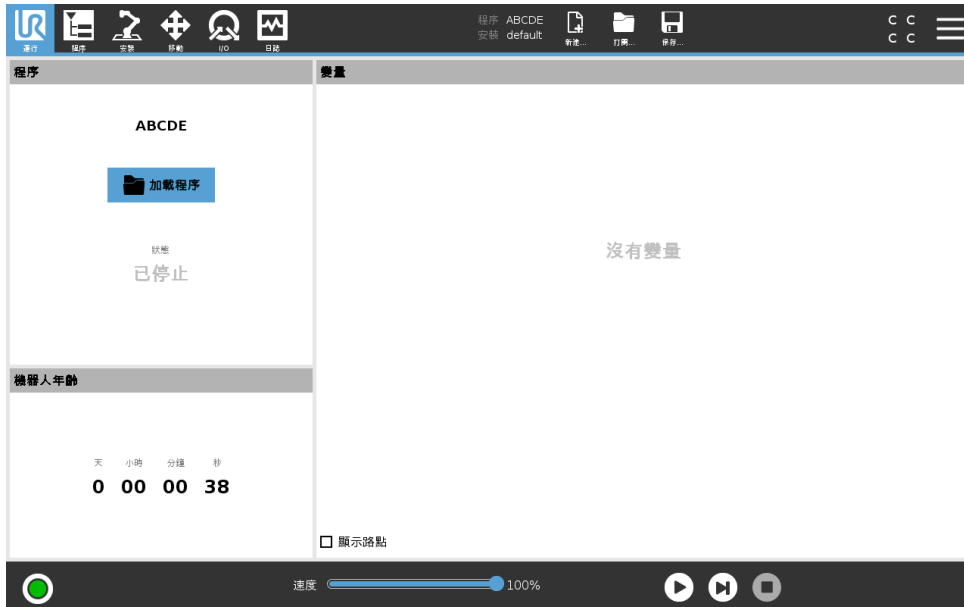 UR
運行 程序 安裝 移動 I/O 日誌
程序 ABCDE
安裝 default
新建... 打開... 保存...
C C
C C
程序
變量
ABCDE
加載程序
狀態
已停止
沒有變量
機器人年齡
天 小時 分鐘 秒
0 00 00 38
顯示路點
速度 100%